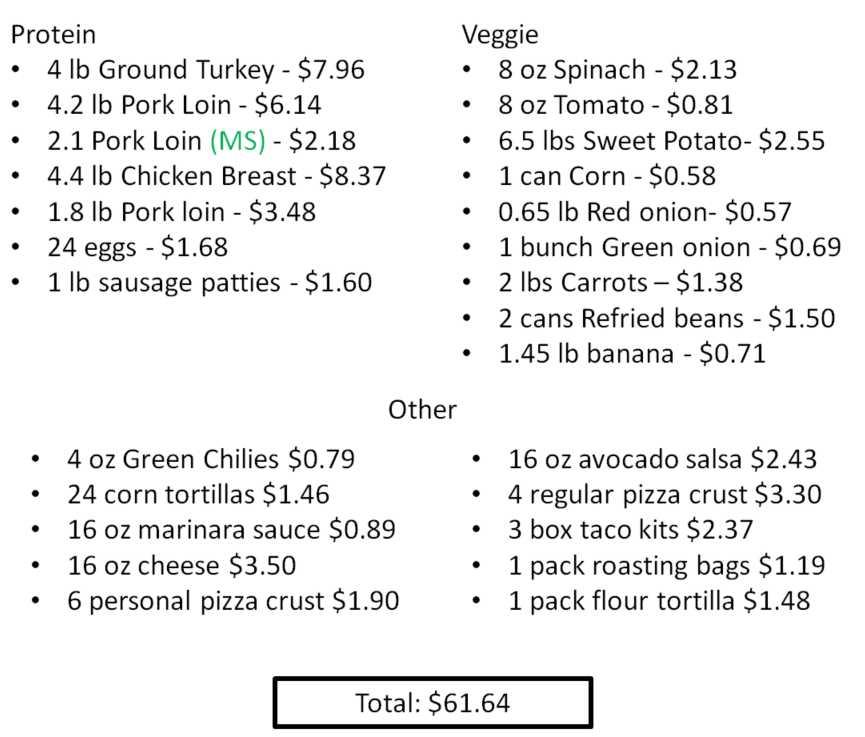 Protein
• 4 lb Ground Turkey - $7.96
• 4.2 lb Pork Loin - $6.14
• 2.1 Pork Loin (MS) - $2.18
• 4.4 lb Chicken Breast - $8.37
• 1.8 lb Pork loin - $3.48
• 24 eggs - $1.68
• 1 lb sausage patties - $1.60
Veggie
• 8 oz Spinach - $2.13
• 8 oz Tomato - $0.81
• 6.5 lbs Sweet Potato- $2.55
• 1 can Corn - $0.58
• 0.65 lb Red onion- $0.57
• 1 bunch Green onion - $0.69
• 2 lbs Carrots – $1.38
• 2 cans Refried beans - $1.50
• 1.45 lb banana - $0.71
Other
• 4 oz Green Chilies $0.79
• 24 corn tortillas $1.46
• 16 oz marinara sauce $0.89
• 16 oz cheese $3.50
• 6 personal pizza crust $1.90
• 16 oz avocado salsa $2.43
• 4 regular pizza crust $3.30
• 3 box taco kits $2.37
• 1 pack roasting bags $1.19
• 1 pack flour tortilla $1.48
Total: $61.64